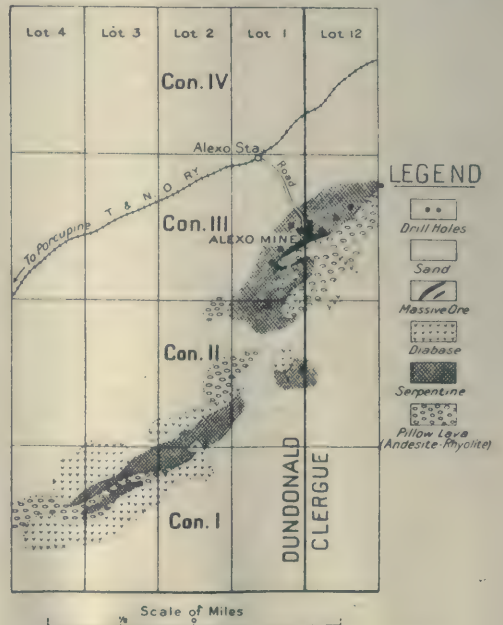 Lot 4 Lot 3 Lot 2 Lot 1 Lot 12
Con. IV
Alexo Sta.
Road
T & N O RY
To Porcupine
Con. III
ALEXO MINE
Con. II
DUNDONALD
CLERGUE
Con. I
LEGEND
Drill Holes
Sand
Massive Ore
Diabase
Serpentine
Pillow Lava
(Andesite-Rhyolite)
Scale of Miles
½ 0